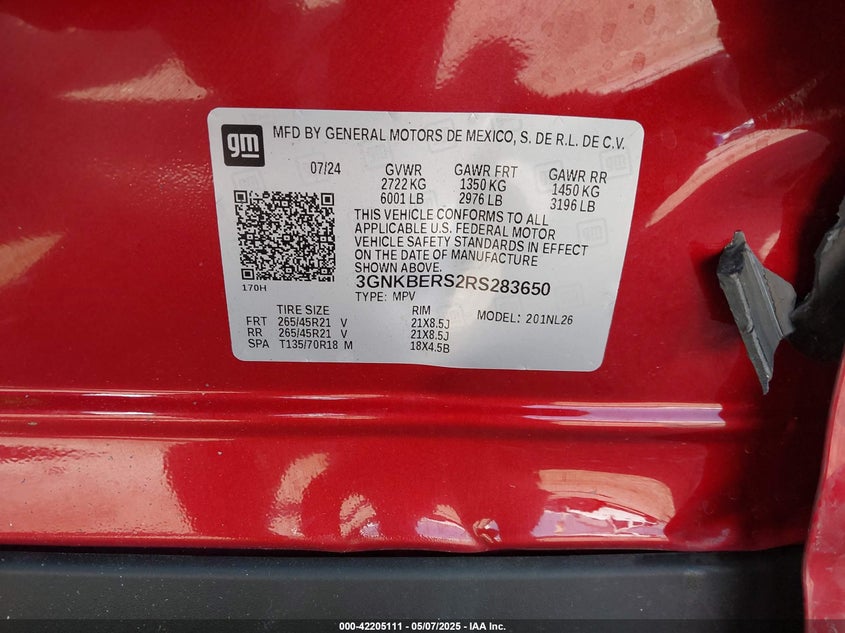 gm MFD BY GENERAL MOTORS DE MEXICO, S. DE R.L. DE C.V.
07/24 GVWR GAWR FRT GAWR RR
2722 KG 1350 KG 1450 KG
6001 LB 2976 LB 3196 LB
THIS VEHICLE CONFORMS TO ALL
APPLICABLE U.S. FEDERAL MOTOR
VEHICLE SAFETY STANDARDS IN EFFECT
ON THE DATE OF MANUFACTURE
SHOWN ABOVE.
170H 3GNKBERS2RS283650
TYPE: MPV
TIRE SIZE RIM MODEL: 201NL26
FRT 265/45R21 V 21X8.5J
RR 265/45R21 V 21X8.5J
SPA T135/70R18 M 18X4.5B
000-42205111 - 05/07/2025 - IAA Inc.